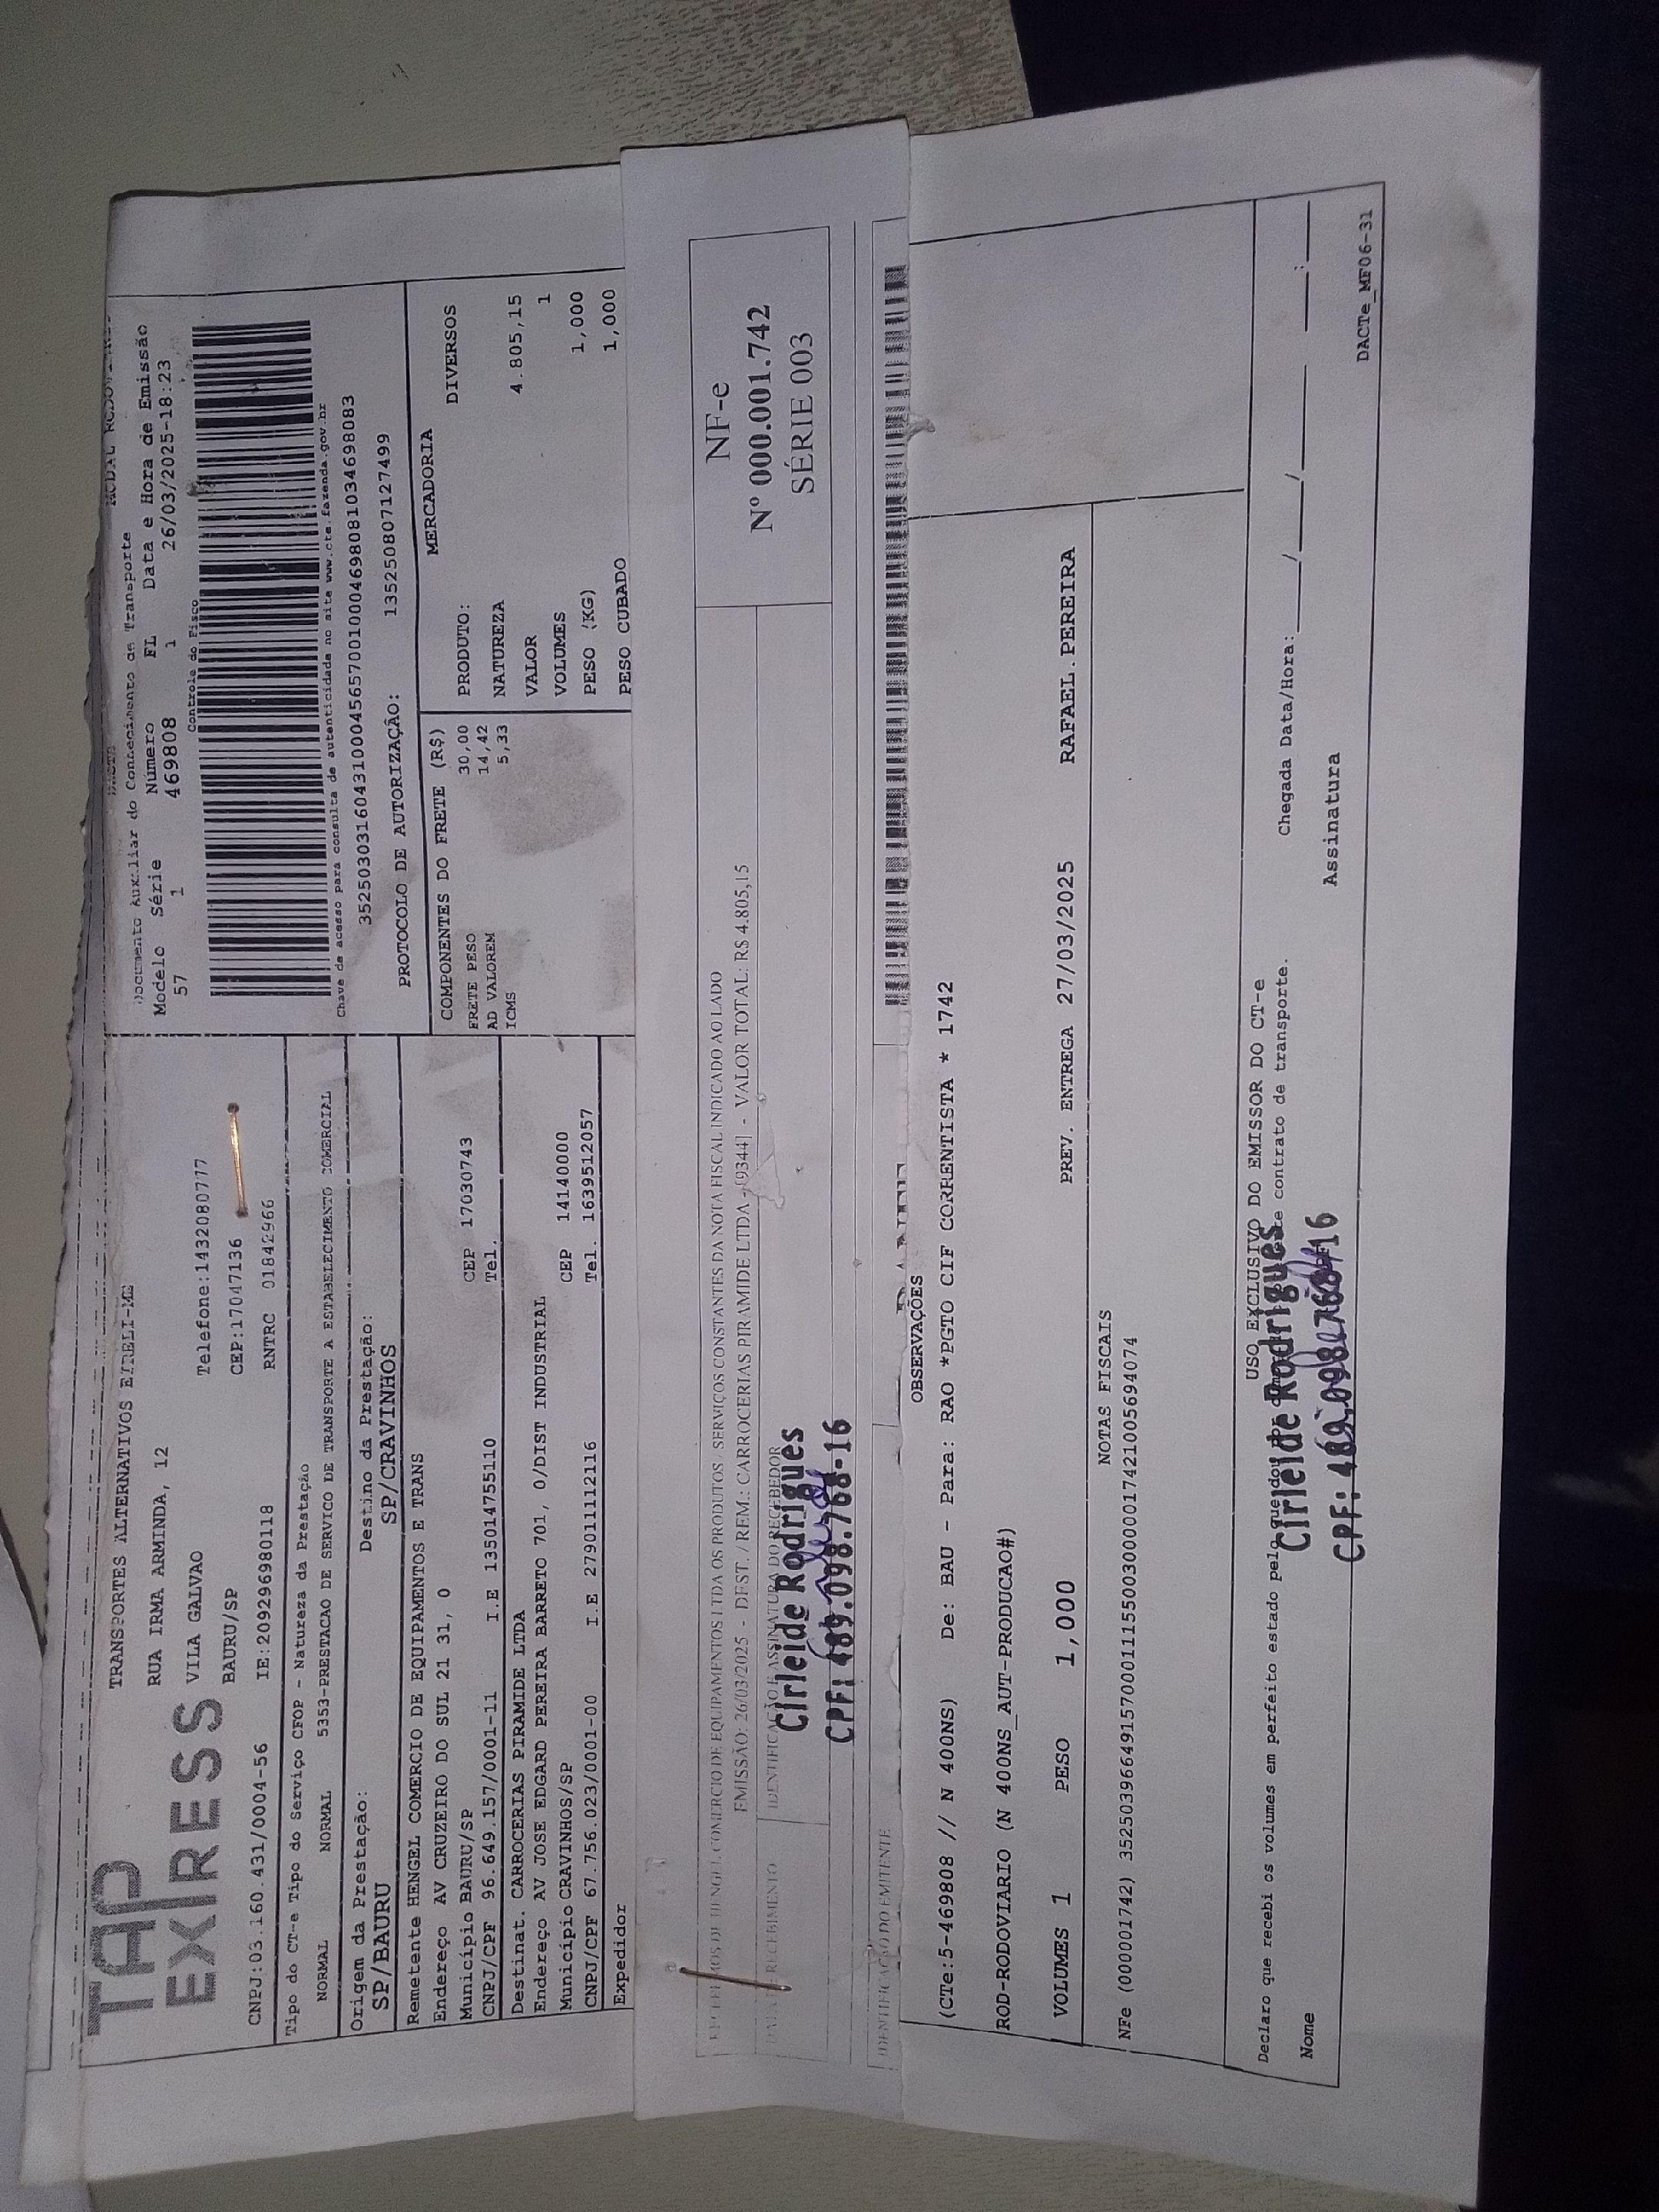 TAP
EXPRESS
TRANSPORTES ALTERNATIVOS EIRELI-ME
RUA IRMA ARMINDA, 12
VILA GALVAO Telefone:1432080777
BAURU/SP CEP:17047136
CNPJ:03.160.431/0004-56 IE:209296980118 RNTRC 01842966
Tipo do CT-e Tipo do Serviço CFOP - Natureza da Prestação
NORMAL NORMAL 5353-PRESTACAO DE SERVICO DE TRANSPORTE A ESTABELECIMENTO COMERCIAL
Origem da Prestação: Destino da Prestação:
SP/BAURU SP/CRAVINHOS
Remetente HENGEL COMERCIO DE EQUIPAMENTOS E TRANS
Endereço AV CRUZEIRO DO SUL 21 31, 0
Município BAURU/SP CEP 17030743
CNPJ/CPF 96.649.157/0001-11 I.E 135014755110 Tel.
Destinat. CARROCERIAS PIRAMIDE LTDA
Endereço AV JOSE EDGARD PEREIRA BARRETO 701, 0/DIST INDUSTRIAL
Município CRAVINHOS/SP CEP 14140000
CNPJ/CPF 67.756.023/0001-00 I.E 279011112116 Tel. 1639512057
Expedidor
MODAL
Documento Auxiliar do Conhecimento de Transporte
Modelo Série Número FL Data e Hora de Emissão
57 1 469808 1 26/03/2025-18:23
Controle do Fisco
Chave de acesso para consulta de autenticidade no site www.cte.fazenda.gov.br
35250303160431000456570010004698081034698083
PROTOCOLO DE AUTORIZAÇÃO: 135250807127499
COMPONENTES DO FRETE (R$)
FRETE PESO 30,00
AD VALOREM 14,42
ICMS 5,33
MERCADORIA
PRODUTO: DIVERSOS
NATUREZA
VALOR 4.805,15
VOLUMES 1
PESO (KG) 1,000
PESO CUBADO 1,000
HENGEL COMERCIO DE EQUIPAMENTOS LTDA OS PRODUTOS / SERVIÇOS CONSTANTES DA NOTA FISCAL INDICADO AO LADO
EMISSÃO: 26/03/2025 - DEST. / REM.: CARROCERIAS PIRAMIDE LTDA - [9344] - VALOR TOTAL: R$ 4.805,15
RECEBIMENTO IDENTIFICAÇÃO E ASSINATURA DO RECEBEDOR
Cirleide Rodrigues
CPF: 489.098.768-16
NF-e
Nº 000.001.742
SÉRIE 003
IDENTIFICAÇÃO DO EMITENTE
OBSERVAÇÕES
(CTe:5-469808 // N 400NS) De: BAU - Para: RAO *PGTO CIF CORRENTISTA * 1742
ROD-RODOVIARIO (N 400NS_AUT-PRODUCAO#)
VOLUMES 1 PESO 1,000 PREV. ENTREGA 27/03/2025 RAFAEL.PEREIRA
NOTAS FISCAIS
NFe (000001742) 35250396649157000111550030000017421005694074
USO EXCLUSIVO DO EMISSOR DO CT-e
Declaro que recebi os volumes em perfeito estado pelo que dou contrato de transporte.
Nome Chegada Data/Hora: ____/____/____ ____:____
Assinatura
Cirleide Rodrigues
CPF: 489.098.768-16
DACTe_MF06-31